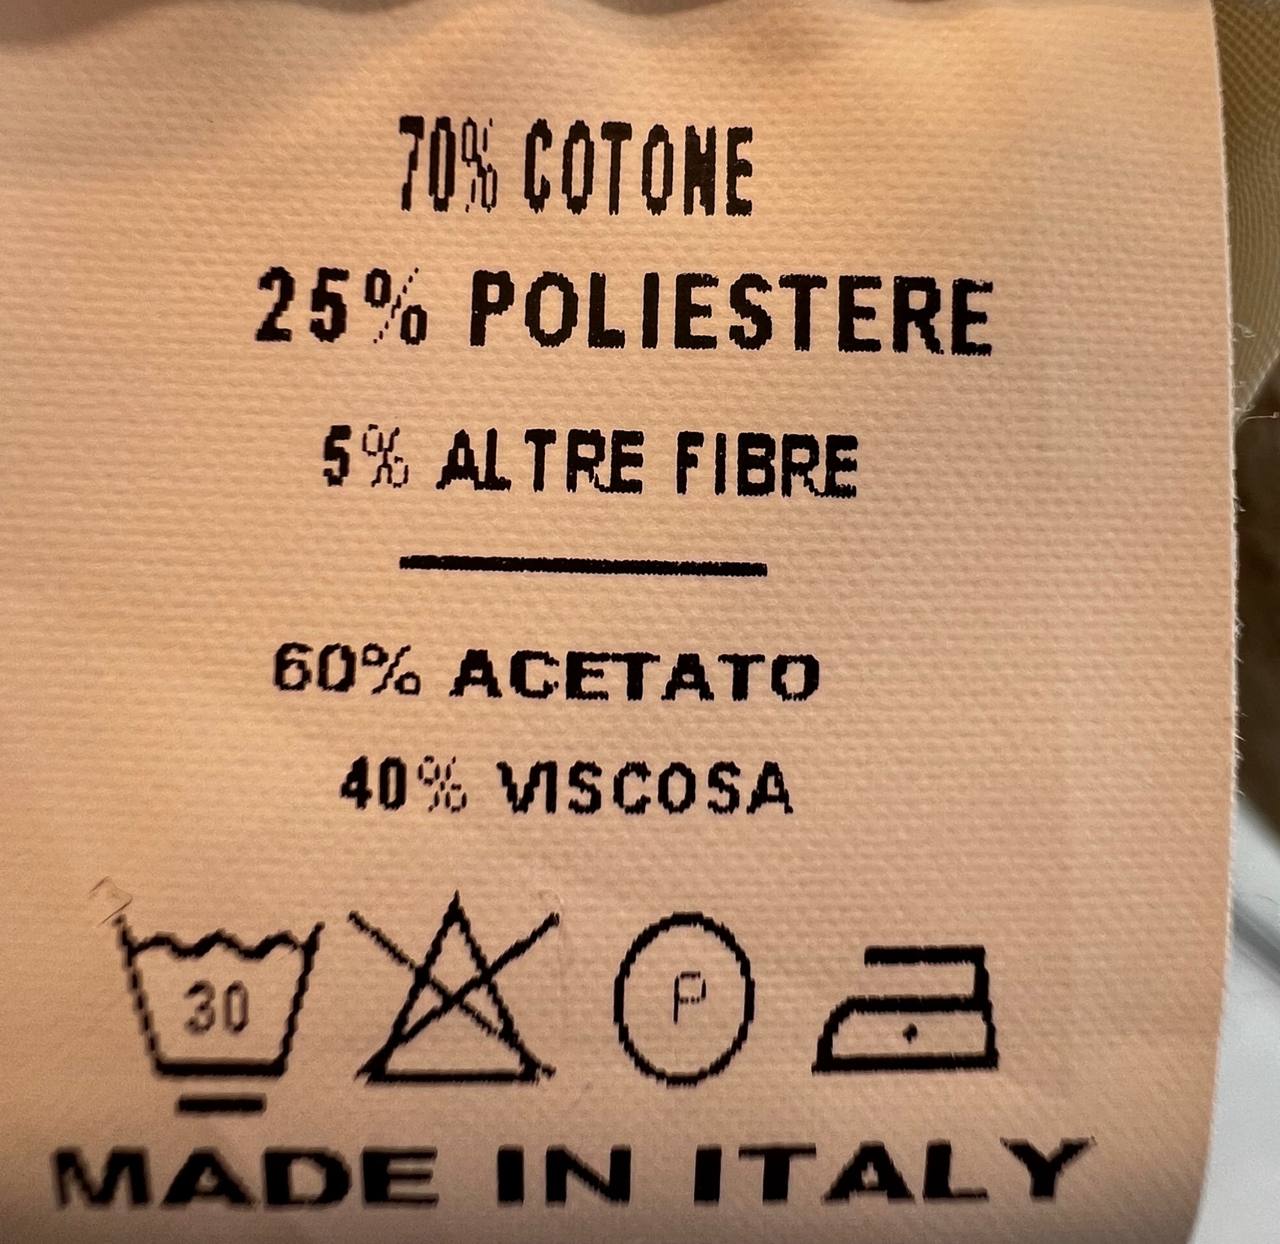 70% COTONE
25% POLIESTERE
5% ALTRE FIBRE
60% ACETATO
40% VISCOSA
30 P
MADE IN ITALY